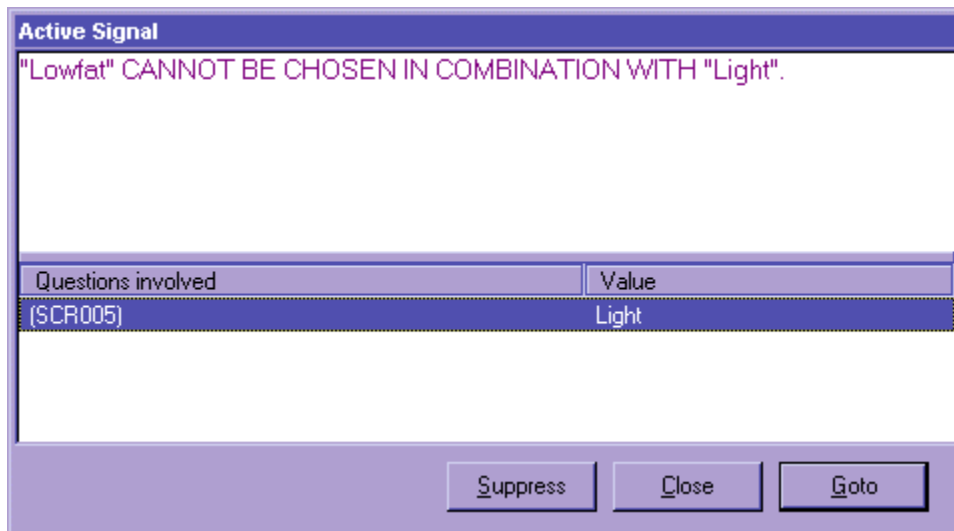 Active Signal
"Lowfat" CANNOT BE CHOSEN IN COMBINATION WITH "Light".
Questions involved Value
(SCR005) Light
Suppress Close Goto